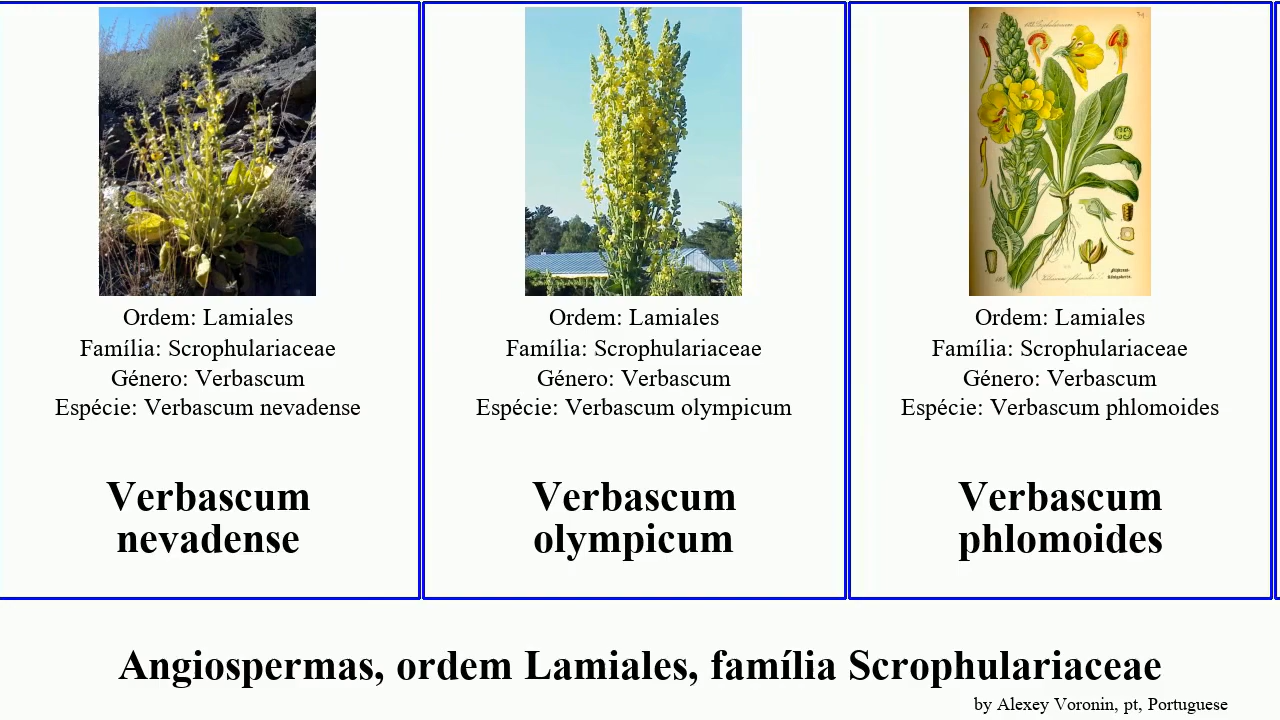 Ordem: Lamiales
Família: Scrophulariaceae
Género: Verbascum
Espécie: Verbascum nevadense
Verbascum
nevadense
Ordem: Lamiales
Família: Scrophulariaceae
Género: Verbascum
Espécie: Verbascum olympicum
Verbascum
olympicum
Ordem: Lamiales
Família: Scrophulariaceae
Género: Verbascum
Espécie: Verbascum phlomoides
Verbascum
phlomoides
Angiospermas, ordem Lamiales, família Scrophulariaceae
by Alexey Voronin, pt, Portuguese